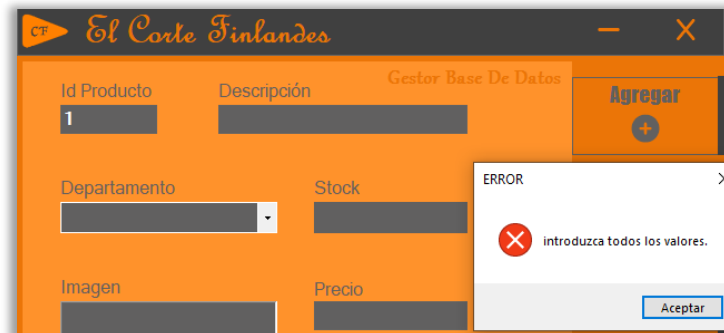 CF El Corte Finlandes
Gestor Base De Datos
Agregar
Id Producto Descripción
1
ERROR
Departamento Stock
introduzca todos los valores.
Imagen Precio
Aceptar